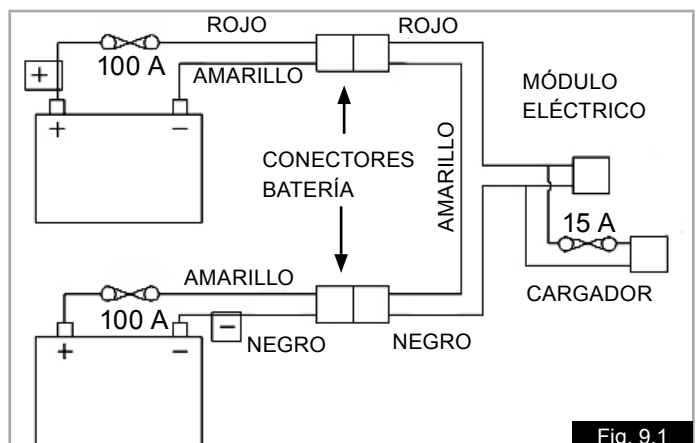 ROJO
ROJO
100 A
AMARILLO
+
+
−
MÓDULO
ELÉCTRICO
CONECTORES
BATERÍA
AMARILLO
15 A
CARGADOR
AMARILLO
100 A
+
−
−
NEGRO
NEGRO
Fig. 9.1